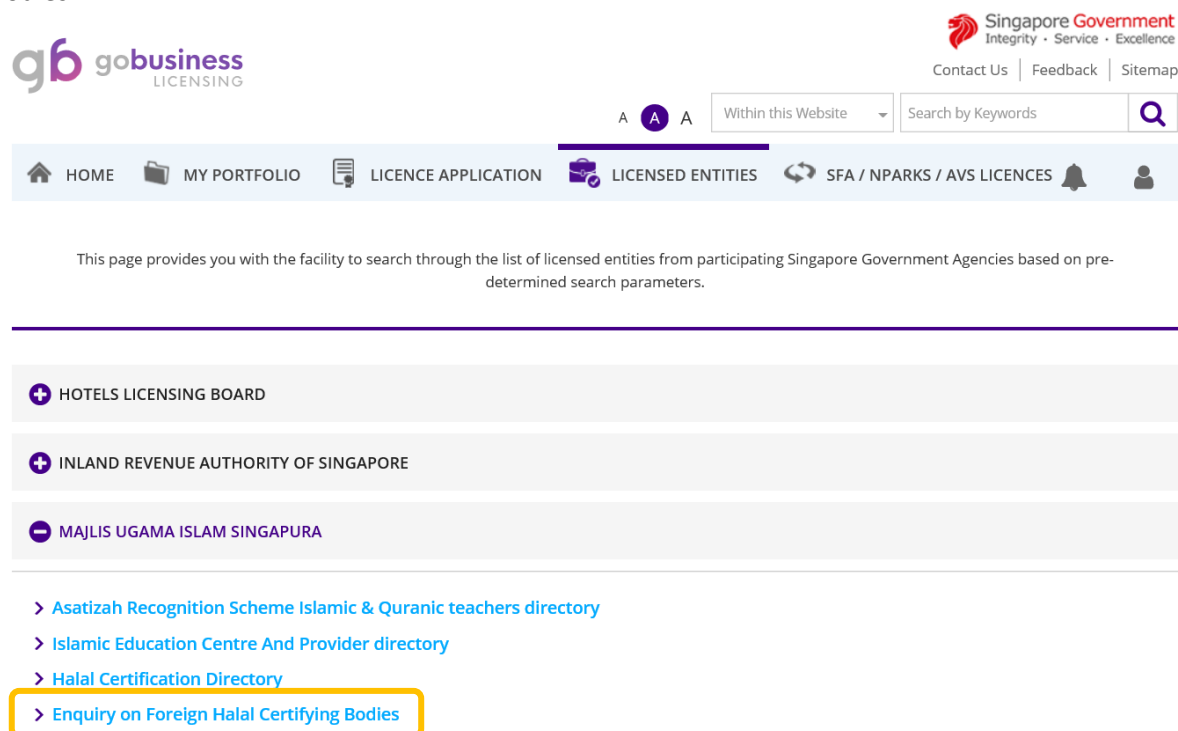 Singapore Government
Integrity · Service · Excellence
gb gobusiness
LICENSING
Contact Us | Feedback | Sitemap
A A A Within this Website Search by Keywords
HOME MY PORTFOLIO LICENCE APPLICATION LICENSED ENTITIES SFA / NPARKS / AVS LICENCES
This page provides you with the facility to search through the list of licensed entities from participating Singapore Government Agencies based on pre-
determined search parameters.
HOTELS LICENSING BOARD
INLAND REVENUE AUTHORITY OF SINGAPORE
MAJLIS UGAMA ISLAM SINGAPURA
Asatizah Recognition Scheme Islamic & Quranic teachers directory
Islamic Education Centre And Provider directory
Halal Certification Directory
Enquiry on Foreign Halal Certifying Bodies